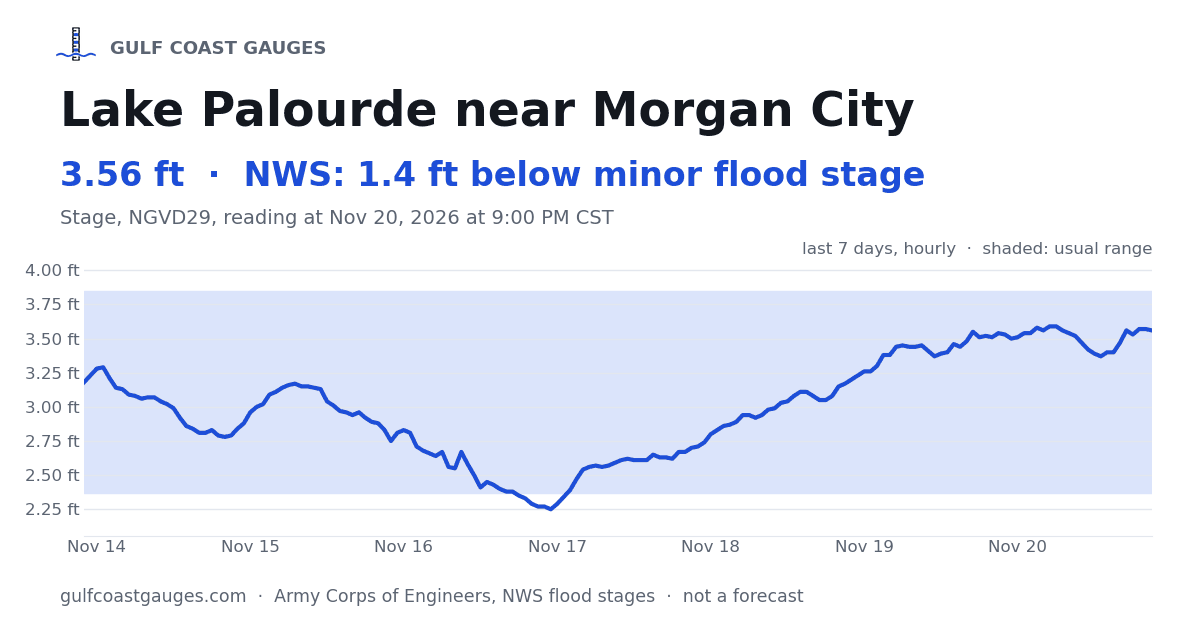 GULF COAST GAUGES
Lake Palourde near Morgan City
3.56 ft · NWS: 1.4 ft below minor flood stage
Stage, NGVD29, reading at Nov 20, 2026 at 9:00 PM CST
last 7 days, hourly · shaded: usual range
4.00 ft
3.75 ft
3.50 ft
3.25 ft
3.00 ft
2.75 ft
2.50 ft
2.25 ft
Nov 14 Nov 15 Nov 16 Nov 17 Nov 18 Nov 19 Nov 20
gulfcoastgauges.com · Army Corps of Engineers, NWS flood stages · not a forecast